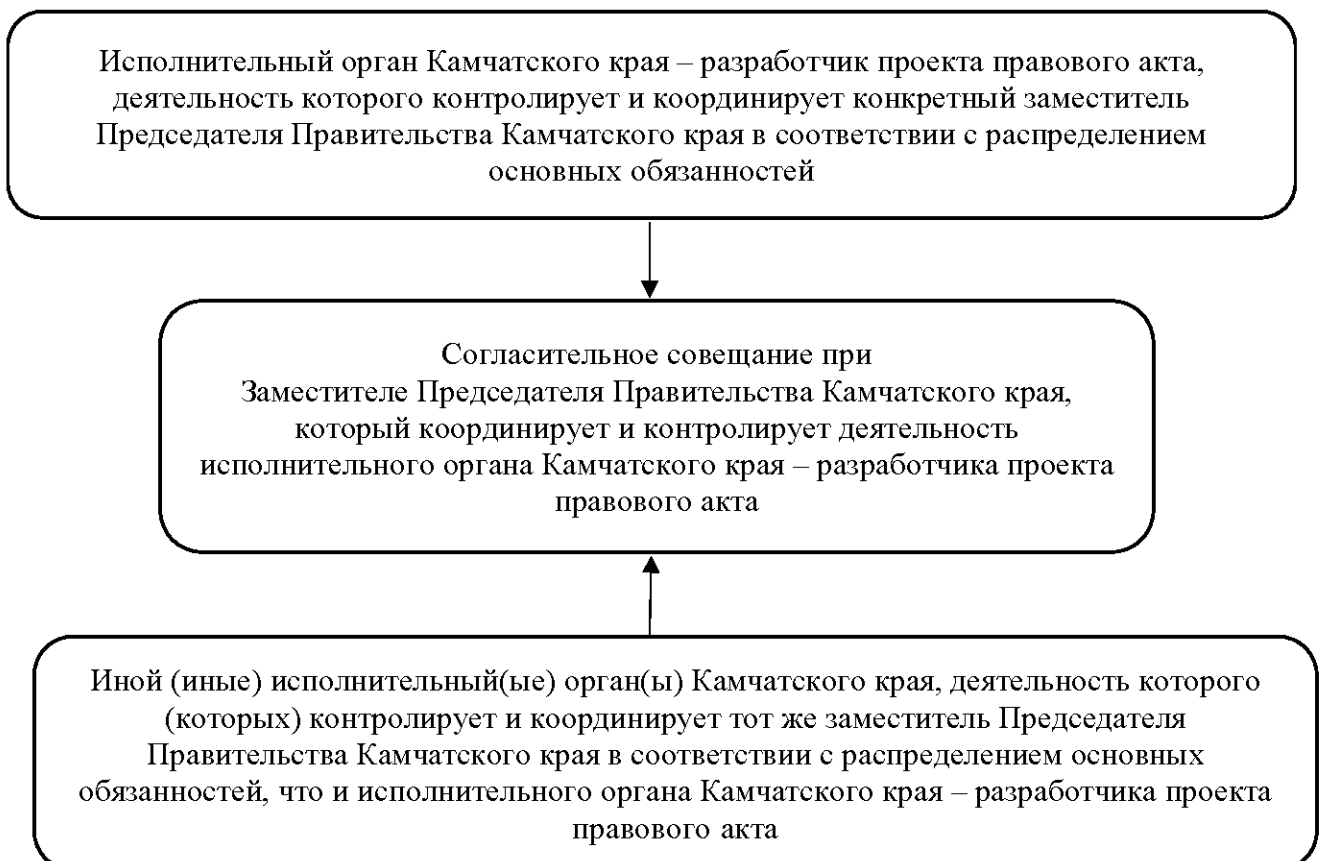 Исполнительный орган Камчатского края – разработчик проекта правового акта,
деятельность которого контролирует и координирует конкретный заместитель
Председателя Правительства Камчатского края в соответствии с распределением
основных обязанностей
Согласительное совещание при
Заместителе Председателя Правительства Камчатского края,
который координирует и контролирует деятельность
исполнительного органа Камчатского края – разработчика проекта
правового акта
Иной (иные) исполнительный(ые) орган(ы) Камчатского края, деятельность которого
(которых) контролирует и координирует тот же заместитель Председателя
Правительства Камчатского края в соответствии с распределением основных
обязанностей, что и исполнительного органа Камчатского края – разработчика проекта
правового акта